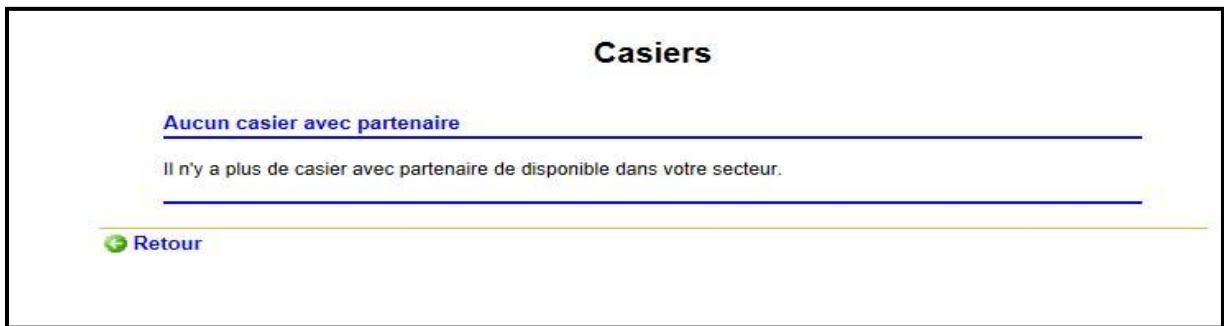 Casiers
Aucun casier avec partenaire
Il n'y a plus de casier avec partenaire de disponible dans votre secteur.
Retour